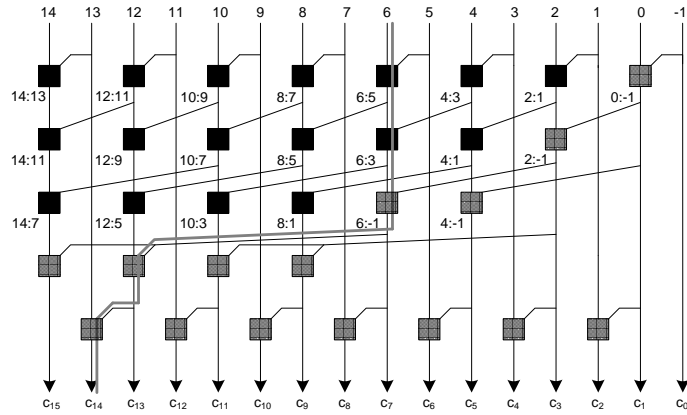 14 13 12 11 10 9 8 7 6 5 4 3 2 1 0 -1
14:13 12:11 10:9 8:7 6:5 4:3 2:1 0:-1
14:11 12:9 10:7 8:5 6:3 4:1 2:-1
14:7 12:5 10:3 8:1 6:-1 4:-1
c₁₅ c₁₄ c₁₃ c₁₂ c₁₁ c₁₀ c₉ c₈ c₇ c₆ c₅ c₄ c₃ c₂ c₁ c₀